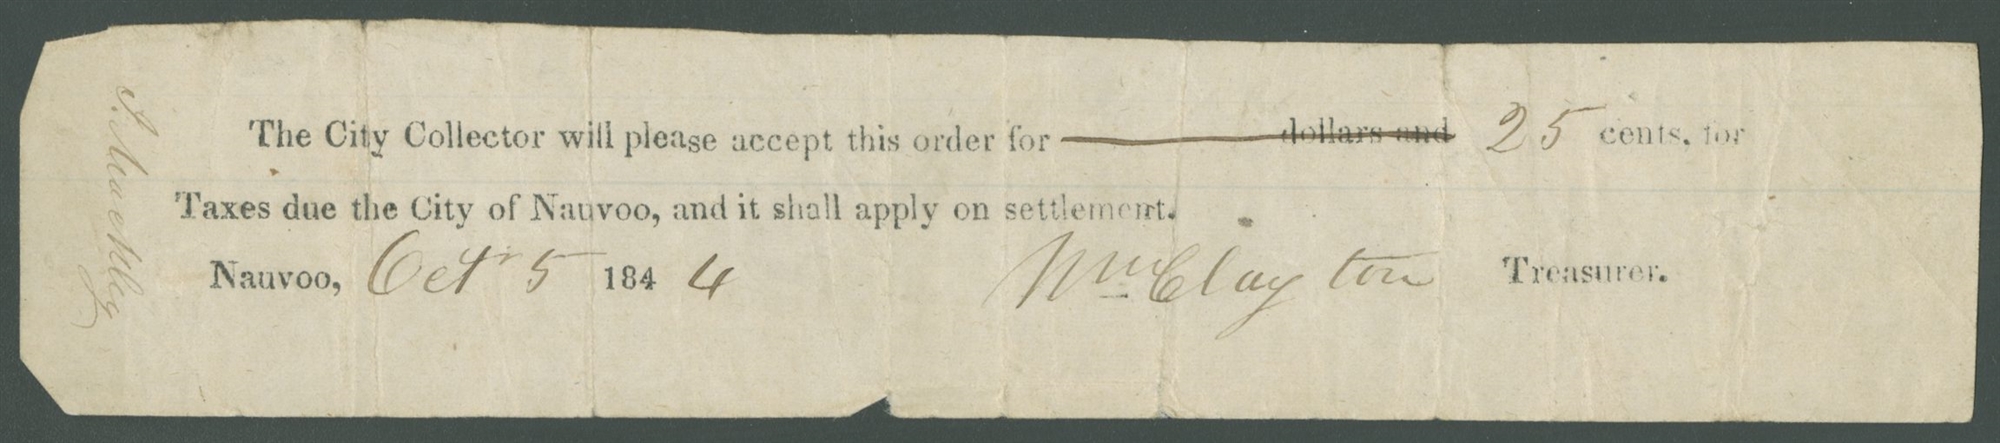 The City Collector will please accept this order for ——— dollars and 25 cents, for
Taxes due the City of Nauvoo, and it shall apply on settlement.
Nauvoo, Octr 5 1844 Wm Clayton Treasurer.